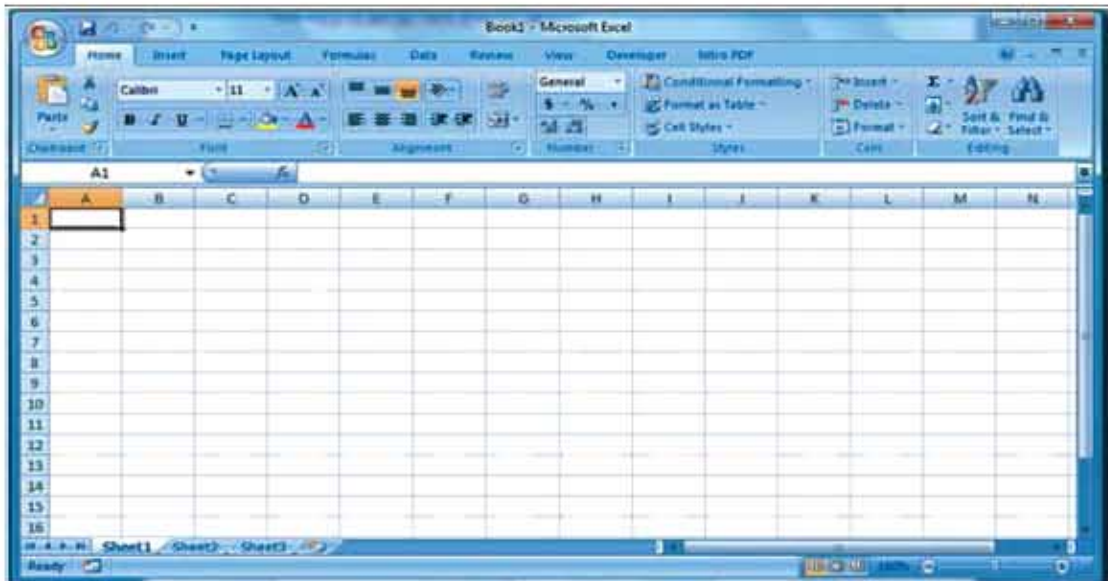 Book1 - Microsoft Excel
Home Insert Page Layout Formulas Data Review View Developer Nitro PDF
Calibri 11 A A General Conditional Formatting Insert Σ
Paste Format as Table Delete
B I U A $ % , Cell Styles Format Sort & Filter Find & Select
Clipboard Font Alignment Number Styles Cells Editing
A1 fx
A B C D E F G H I J K L M N
1
2
3
4
5
6
7
8
9
10
11
12
13
14
15
16
Sheet1 Sheet2 Sheet3
Ready 100%